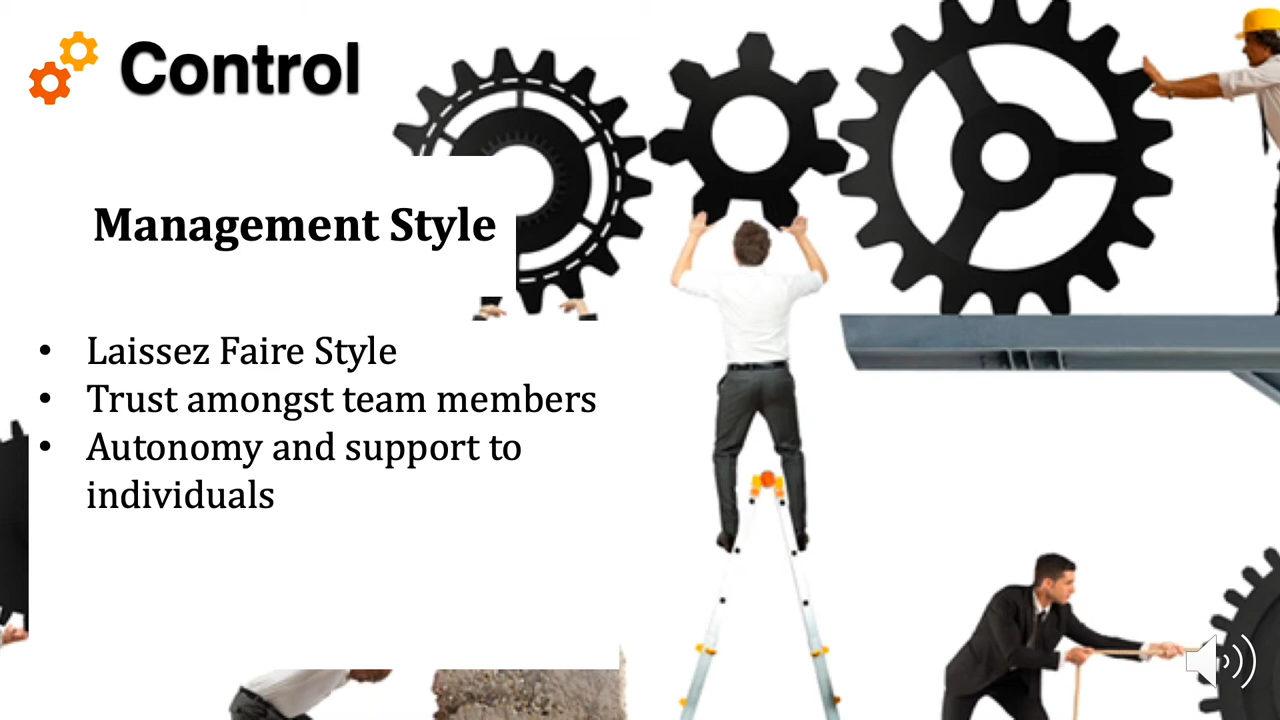 Control
Management Style
• Laissez Faire Style
• Trust amongst team members
• Autonomy and support to
individuals